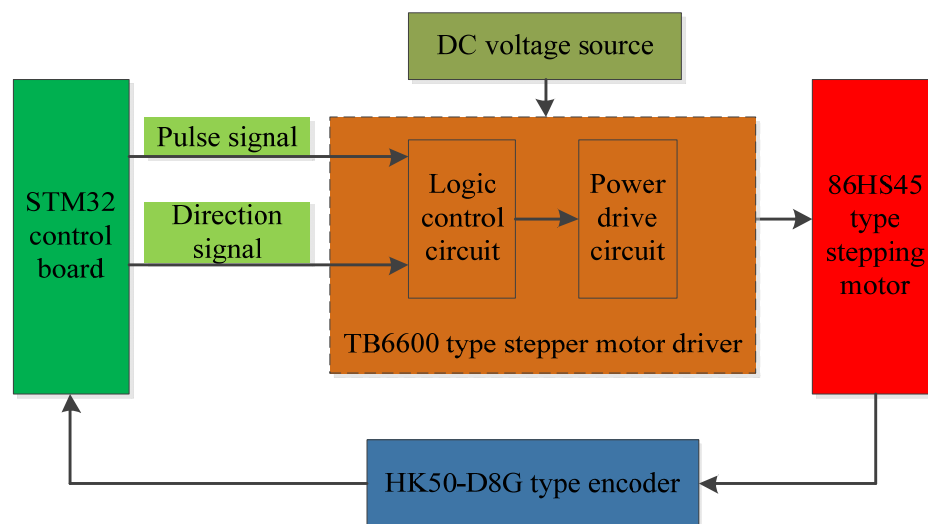 DC voltage source
Pulse signal
Direction
signal
STM32
control
board
Logic
control
circuit
Power
drive
circuit
TB6600 type stepper motor driver
86HS45
type
stepping
motor
HK50-D8G type encoder